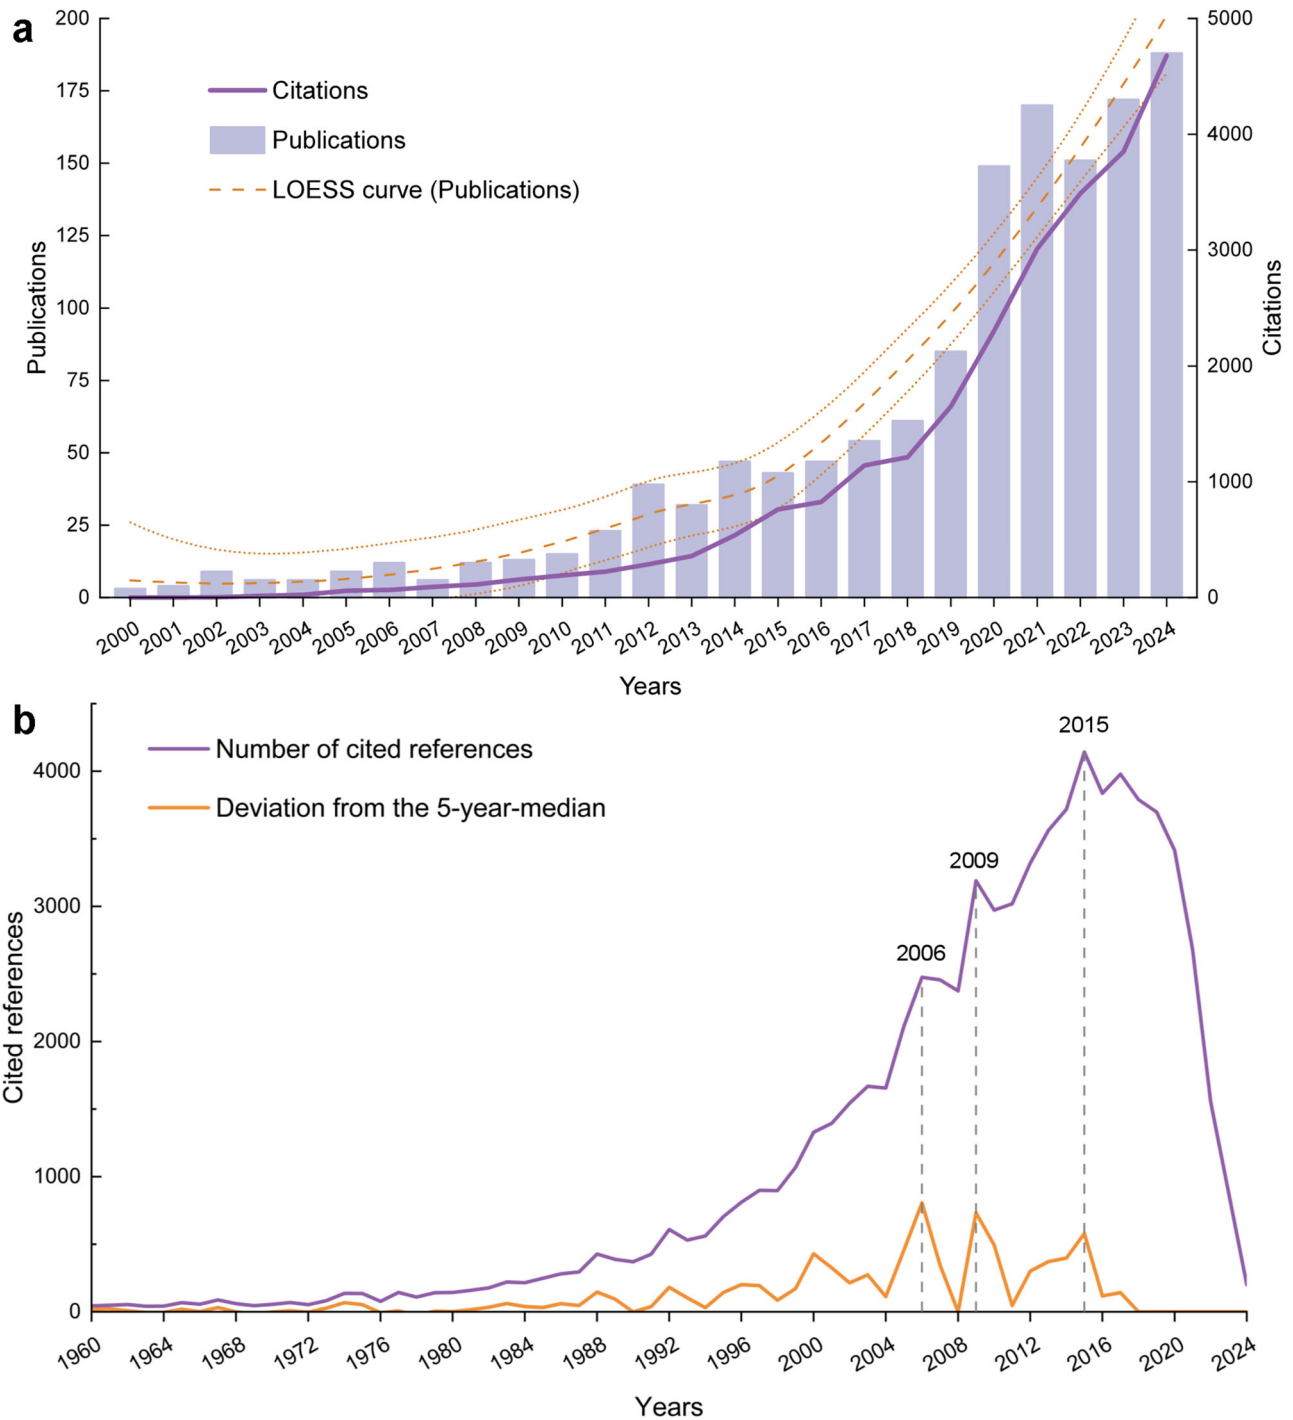 a
200
175
150
125
100
75
50
25
0
Publications
Citations
Publications
LOESS curve (Publications)
5000
4000
3000
2000
1000
0
Citations
2000 2001 2002 2003 2004 2005 2006 2007 2008 2009 2010 2011 2012 2013 2014 2015 2016 2017 2018 2019 2020 2021 2022 2023 2024
Years
b
Number of cited references
Deviation from the 5-year-median
2015
2009
2006
4000
3000
2000
1000
0
Cited references
1960 1964 1968 1972 1976 1980 1984 1988 1992 1996 2000 2004 2008 2012 2016 2020 2024
Years